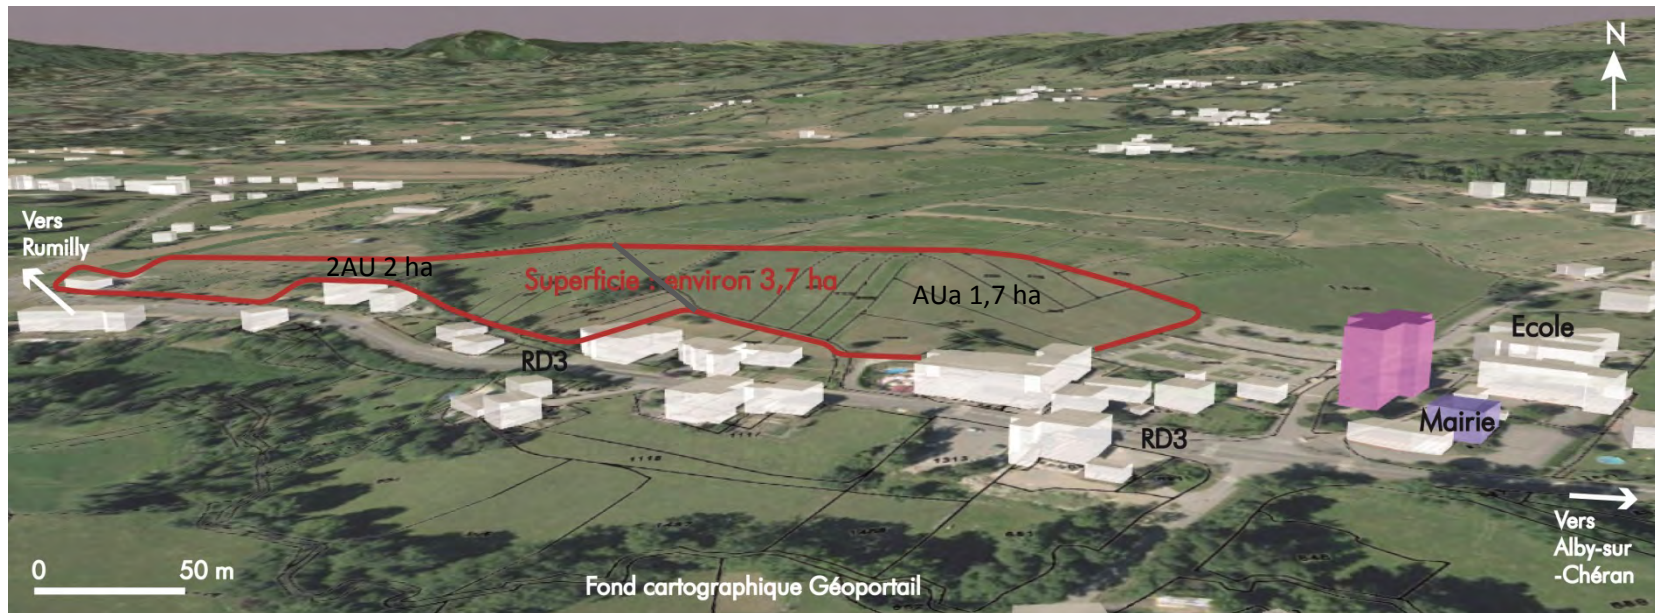 N
Vers
Rumilly
2AU 2 ha
Superficie : environ 3,7 ha
AUa 1,7 ha
Ecole
RD3
Mairie
RD3
0 50 m
Fond cartographique Géoportail
Vers
Alby-sur
-Chéran